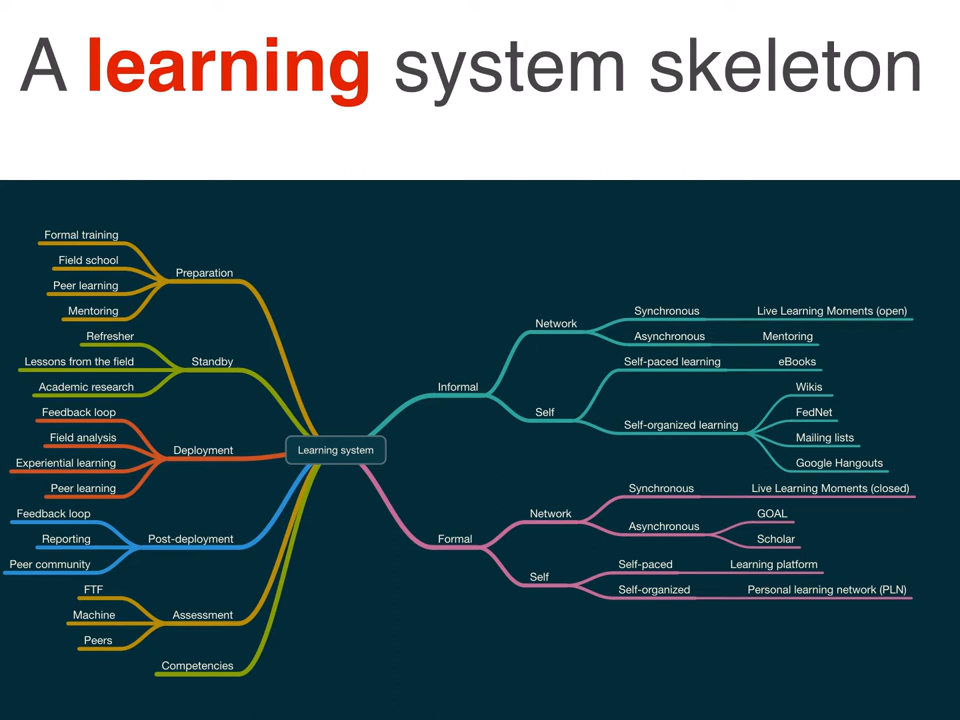 A learning system skeleton
Formal training
Field school
Peer learning
Mentoring
Preparation
Refresher
Lessons from the field
Academic research
Standby
Feedback loop
Field analysis
Experiential learning
Peer learning
Deployment
Feedback loop
Reporting
Peer community
Post-deployment
FTF
Machine
Peers
Assessment
Competencies
Learning system
Informal
Network
Synchronous
Live Learning Moments (open)
Asynchronous
Mentoring
Self
Self-paced learning
eBooks
Self-organized learning
Wikis
FedNet
Mailing lists
Google Hangouts
Formal
Network
Synchronous
Live Learning Moments (closed)
Asynchronous
GOAL
Scholar
Self
Self-paced
Learning platform
Self-organized
Personal learning network (PLN)